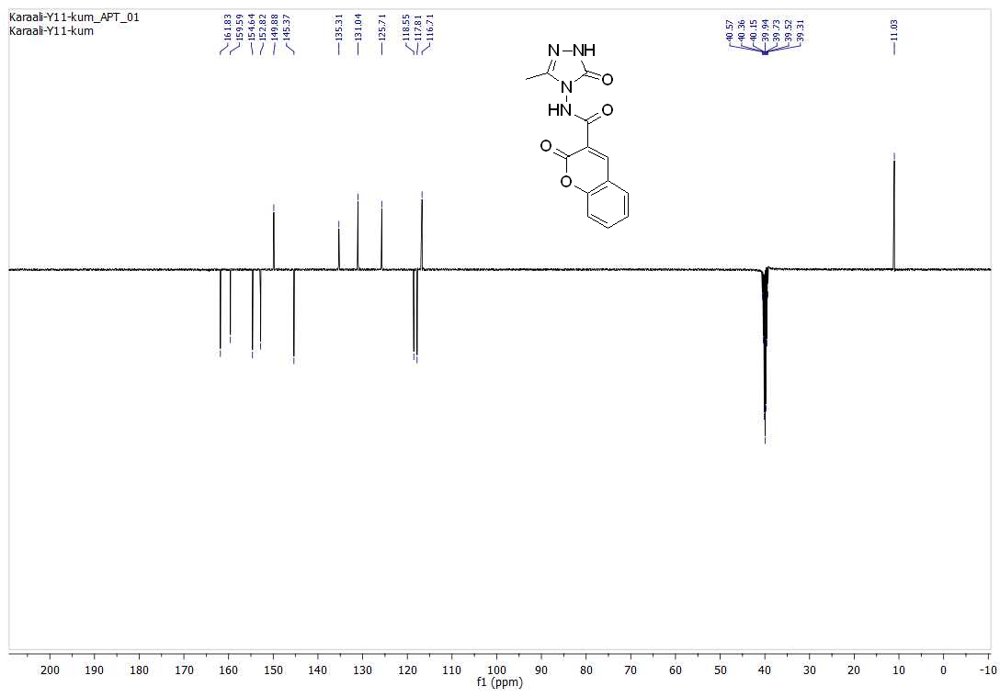 Karaali-Y11-kum_APT_01
Karaali-Y11-kum
161.83
159.59
154.64
152.82
149.88
145.37
135.31
131.04
125.71
118.55
117.81
116.71
40.57
40.36
40.15
39.94
39.73
39.52
39.31
11.03
N NH
N O
HN O
O
O
200 190 180 170 160 150 140 130 120 110 100 90 80 70 60 50 40 30 20 10 0 -10
f1 (ppm)